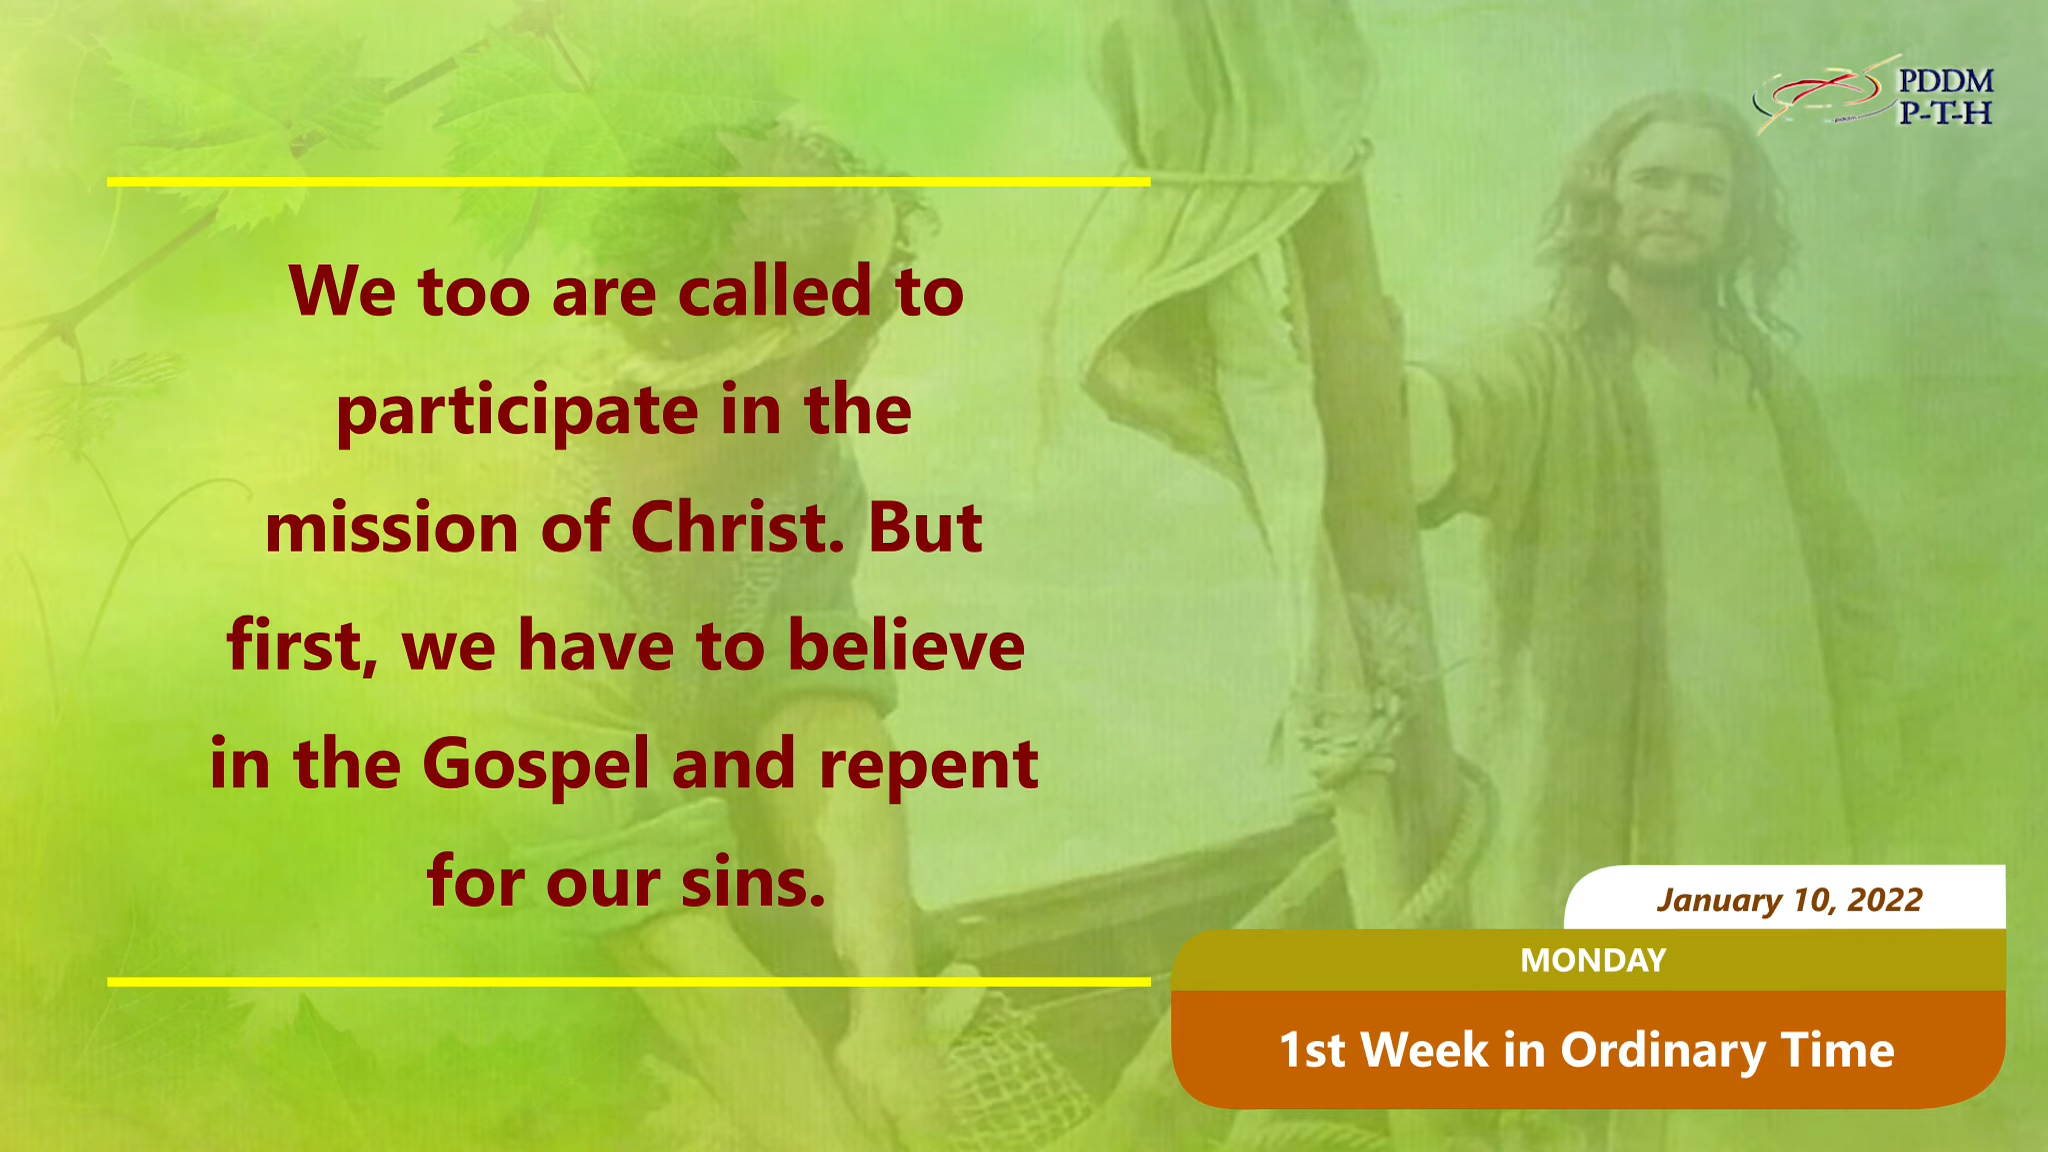 PDDM
P-T-H
We too are called to
participate in the
mission of Christ. But
first, we have to believe
in the Gospel and repent
for our sins.
January 10, 2022
MONDAY
1st Week in Ordinary Time